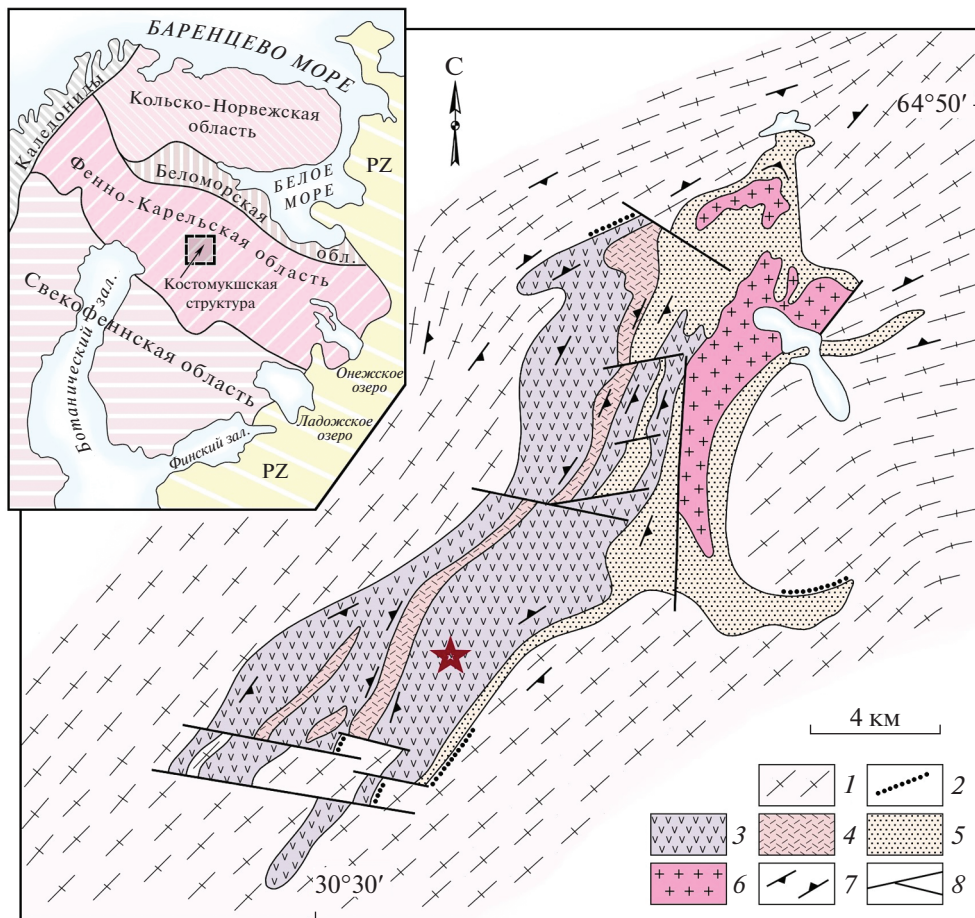 БАРЕНЦЕВО МОРЕ
Кольско-Норвежская
область
Каледониды
PZ
Беломорская
обл.
БЕЛОЕ
МОРЕ
Фенно-Карельская область
Костомукшская
структура
Свекофеннская область
Ботанический зал.
Онежское
озеро
Ладожское
озеро
Финский зал.
PZ
С
64°50′
4 км
30°30′
1
2
3
4
5
6
7
8